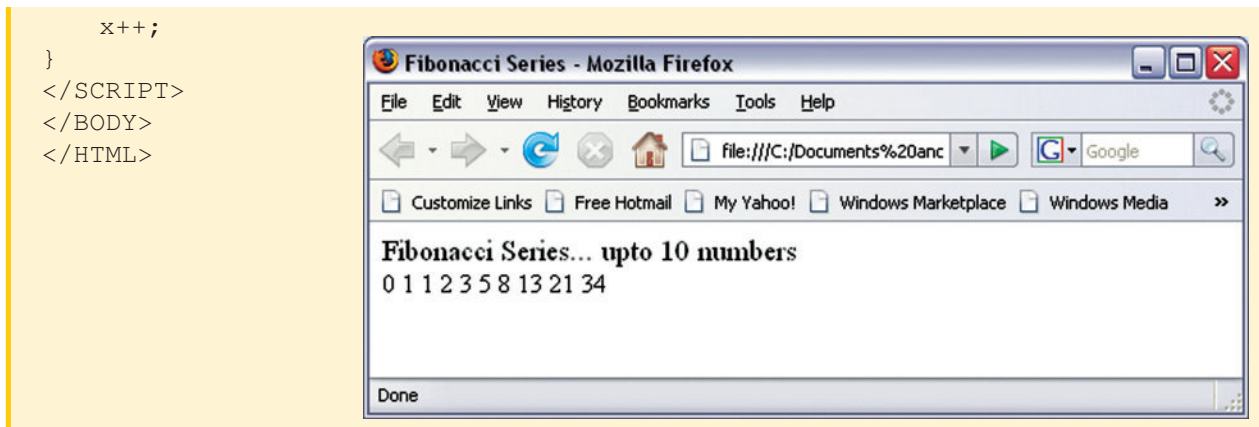 x++;
}
</SCRIPT>
</BODY>
</HTML>
Fibonacci Series - Mozilla Firefox
File Edit View History Bookmarks Tools Help
file:///C:/Documents%20anc G Google
Customize Links Free Hotmail My Yahoo! Windows Marketplace Windows Media »
Fibonacci Series... upto 10 numbers
0 1 1 2 3 5 8 13 21 34
Done